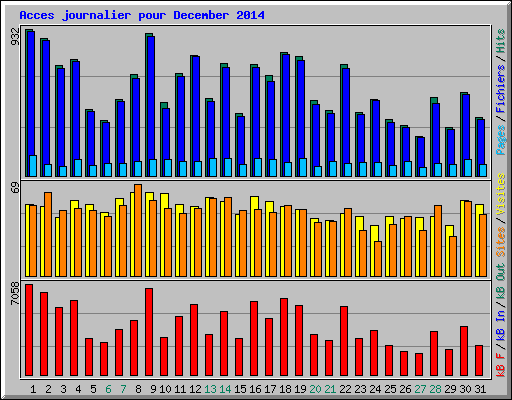 Acces journalier pour December 2014
932
69
7058
Pages / Fichiers / Hits
Sites / Visites
kB F / kB In / kB Out
1 2 3 4 5 6 7 8 9 10 11 12 13 14 15 16 17 18 19 20 21 22 23 24 25 26 27 28 29 30 31